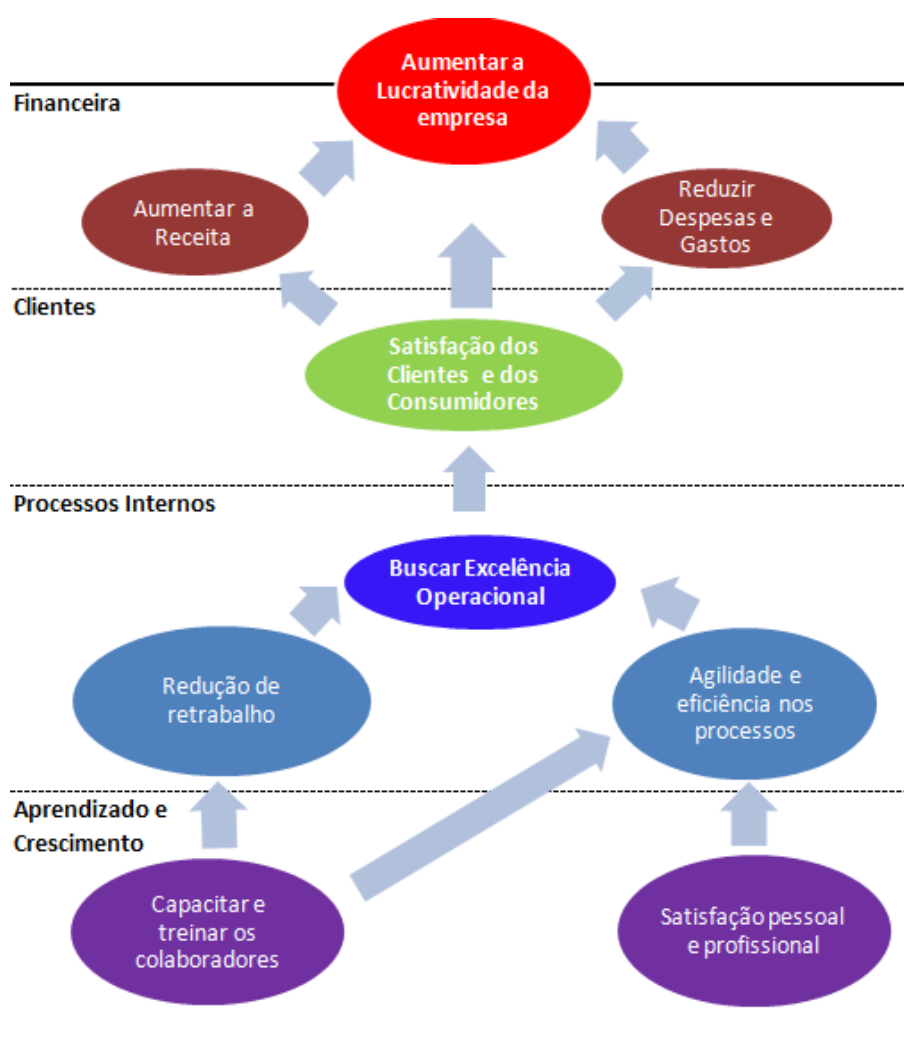 Aumentar a
Lucratividade da
empresa
Financeira
Aumentar a
Receita
Reduzir
Despesas e
Gastos
Clientes
Satisfação dos
Clientes e dos
Consumidores
Processos Internos
Buscar Excelência
Operacional
Redução de
retrabalho
Agilidade e
eficiência nos
processos
Aprendizado e
Crescimento
Capacitar e
treinar os
colaboradores
Satisfação pessoal
e profissional